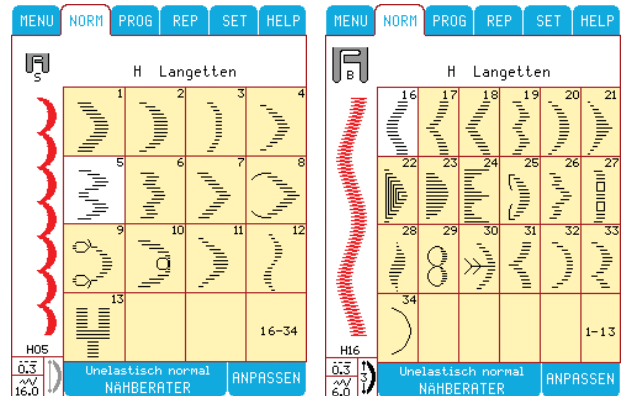 MENU NORM PROG REP SET HELP
S
H Langetten
1 2 3 4
5 6 7 8
9 10 11 12
13
16-34
H05
0.3
16.0
Unelastisch normal
NÄHBERATER
ANPASSEN
MENU NORM PROG REP SET HELP
B
H Langetten
16 17 18 19 20 21
22 23 24 25 26 27
28 29 30 31 32 33
34
1-13
H16
0.3
6.0
3
Unelastisch normal
NÄHBERATER
ANPASSEN